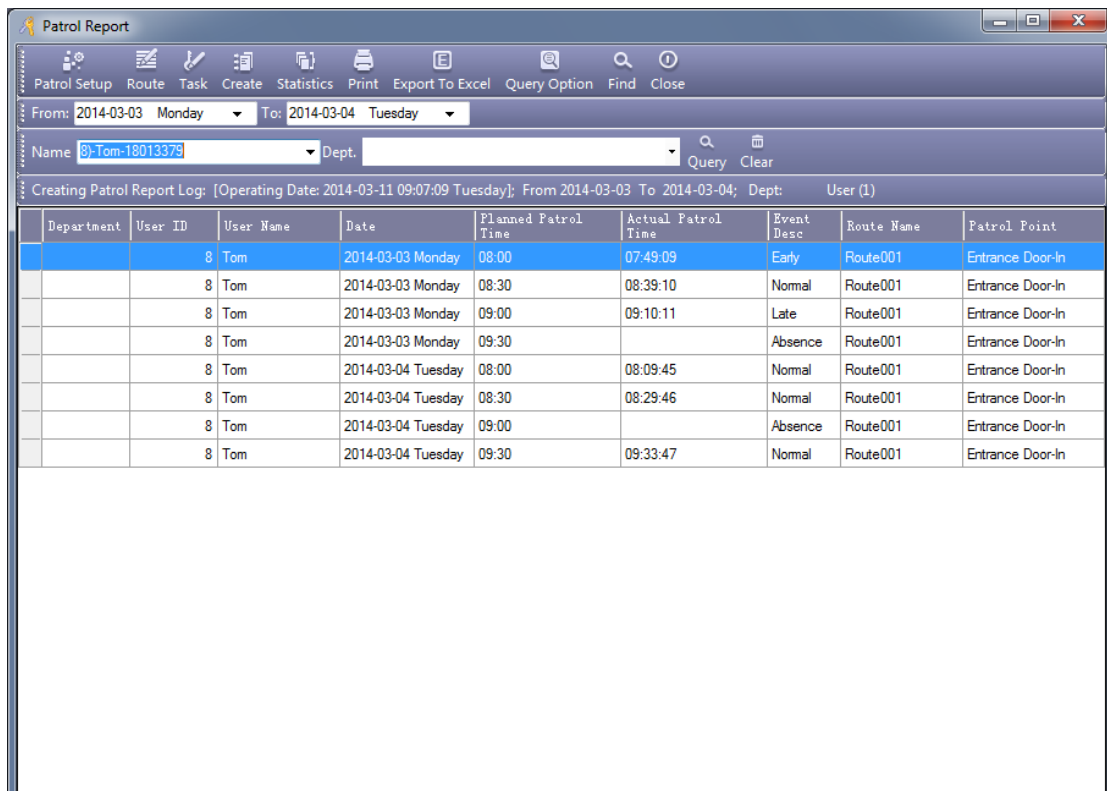 Patrol Report
Patrol Setup Route Task Create Statistics Print Export To Excel Query Option Find Close
From: 2014-03-03 Monday To: 2014-03-04 Tuesday
Name 8)-Tom-18013379 Dept. Query Clear
Creating Patrol Report Log: [Operating Date: 2014-03-11 09:07:09 Tuesday]; From 2014-03-03 To 2014-03-04; Dept: User (1)
Department User ID User Name Date Planned Patrol Time Actual Patrol Time Event Desc Route Name Patrol Point
8 Tom 2014-03-03 Monday 08:00 07:49:09 Early Route001 Entrance Door-In
8 Tom 2014-03-03 Monday 08:30 08:39:10 Normal Route001 Entrance Door-In
8 Tom 2014-03-03 Monday 09:00 09:10:11 Late Route001 Entrance Door-In
8 Tom 2014-03-03 Monday 09:30 Absence Route001 Entrance Door-In
8 Tom 2014-03-04 Tuesday 08:00 08:09:45 Normal Route001 Entrance Door-In
8 Tom 2014-03-04 Tuesday 08:30 08:29:46 Normal Route001 Entrance Door-In
8 Tom 2014-03-04 Tuesday 09:00 Absence Route001 Entrance Door-In
8 Tom 2014-03-04 Tuesday 09:30 09:33:47 Normal Route001 Entrance Door-In